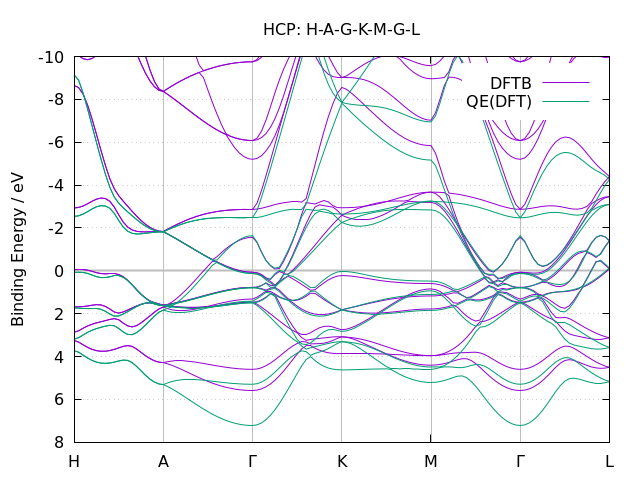 HCP: H-A-G-K-M-G-L
-10
-8
-6
-4
-2
0
2
4
6
8
Binding Energy / eV
DFTB
QE(DFT)
H A Γ K M Γ L